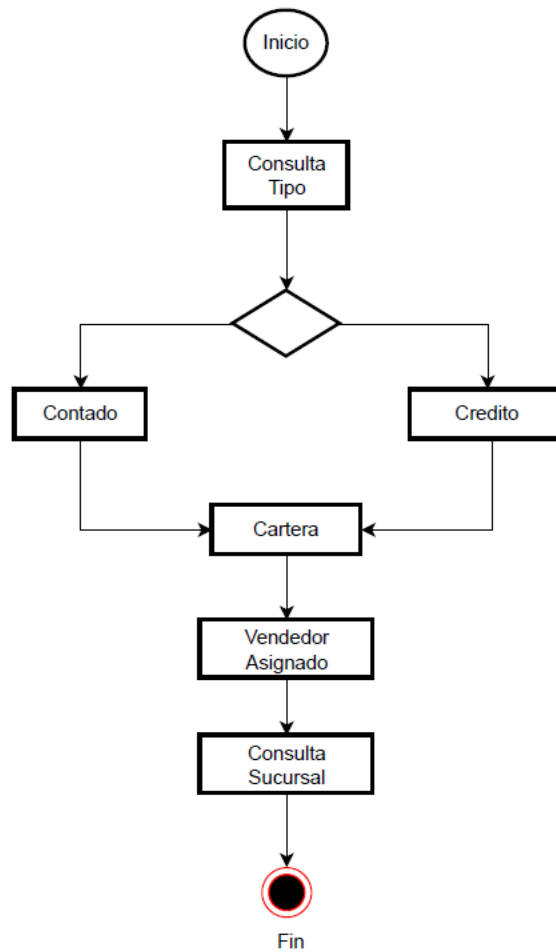 Inicio
Consulta
Tipo
Contado
Credito
Cartera
Vendedor
Asignado
Consulta
Sucursal
Fin